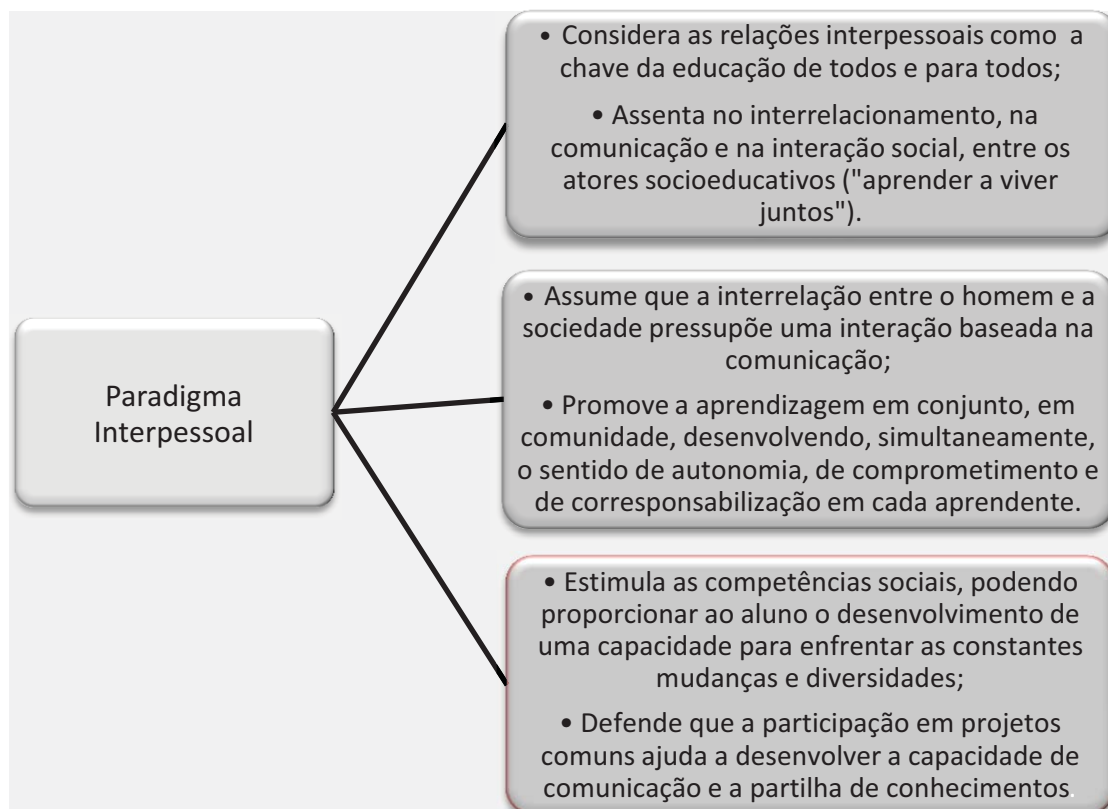 • Considera as relações interpessoais como a
chave da educação de todos e para todos;
• Assenta no interrelacionamento, na
comunicação e na interação social, entre os
atores socioeducativos ("aprender a viver
juntos").
Paradigma
Interpessoal
• Assume que a interrelação entre o homem e a
sociedade pressupõe uma interação baseada na
comunicação;
• Promove a aprendizagem em conjunto, em
comunidade, desenvolvendo, simultaneamente,
o sentido de autonomia, de comprometimento e
de corresponsabilização em cada aprendente.
• Estimula as competências sociais, podendo
proporcionar ao aluno o desenvolvimento de
uma capacidade para enfrentar as constantes
mudanças e diversidades;
• Defende que a participação em projetos
comuns ajuda a desenvolver a capacidade de
comunicação e a partilha de conhecimentos.